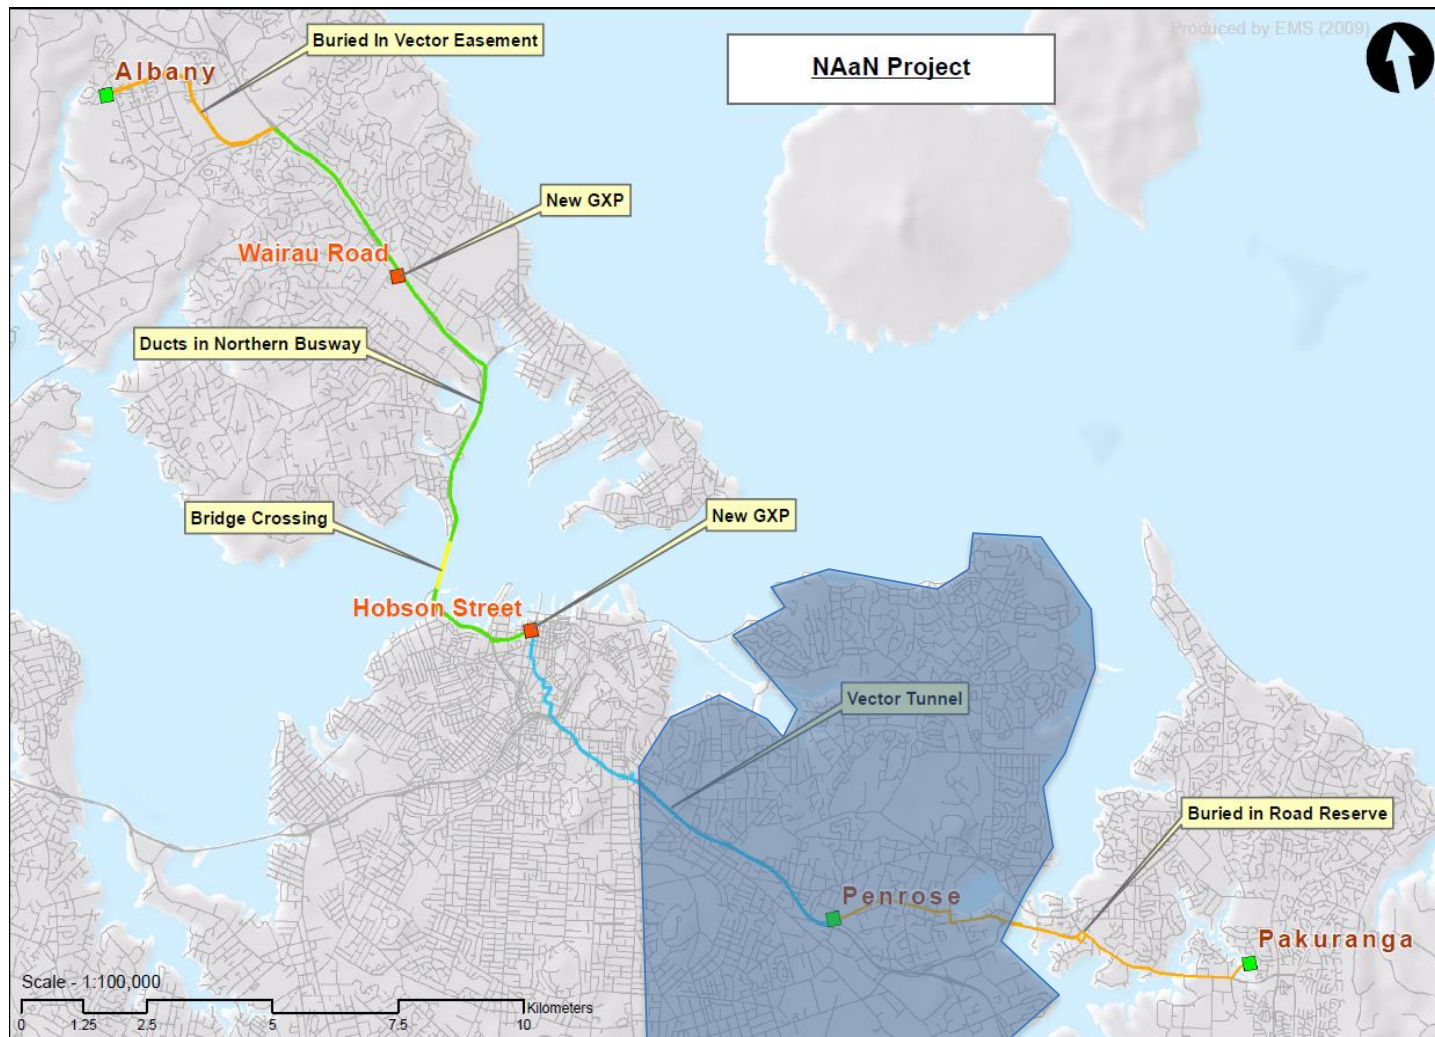 Produced by EMS (2009)
NAaN Project
Buried In Vector Easement
Albany
New GXP
Wairau Road
Ducts in Northern Busway
Bridge Crossing
New GXP
Hobson Street
Vector Tunnel
Buried in Road Reserve
Penrose
Pakuranga
Scale - 1:100,000
Kilometers
0 1.25 2.5 5 7.5 10